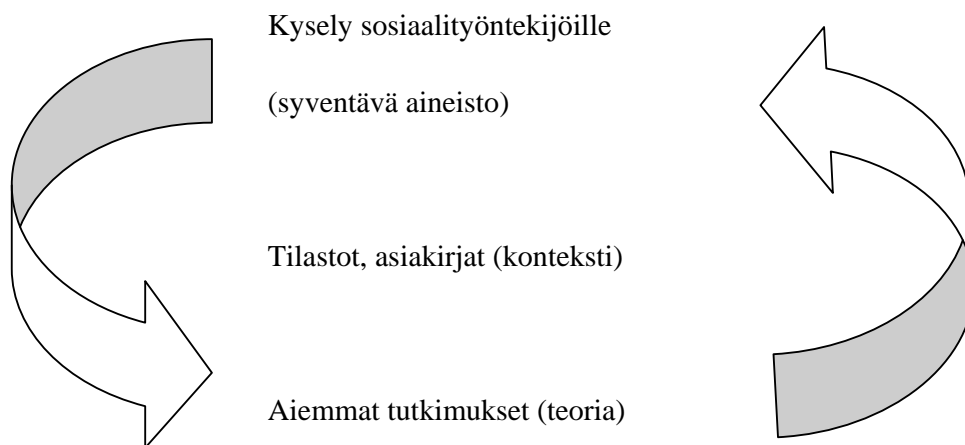 Kysely sosiaalityöntekijöille
(syventävä aineisto)
Tilastot, asiakirjat (konteksti)
Aiemmat tutkimukset (teoria)